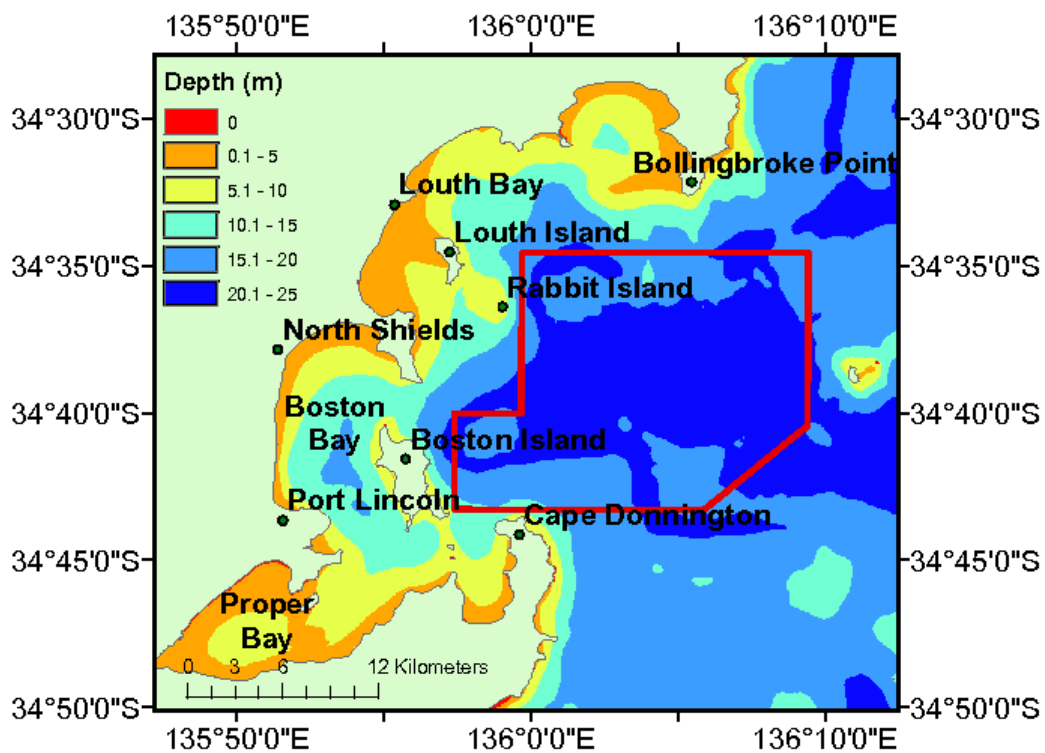 135°50'0"E 136°0'0"E 136°10'0"E
Depth (m)
0
0.1 - 5
5.1 - 10
10.1 - 15
15.1 - 20
20.1 - 25
34°30'0"S 34°30'0"S
Bollingbroke Point
Louth Bay
Louth Island
34°35'0"S 34°35'0"S
Rabbit Island
North Shields
34°40'0"S 34°40'0"S
Boston
Bay
Boston Island
Port Lincoln
Cape Donnington
34°45'0"S 34°45'0"S
Proper
Bay
0 3 6 12 Kilometers
34°50'0"S 34°50'0"S
135°50'0"E 136°0'0"E 136°10'0"E